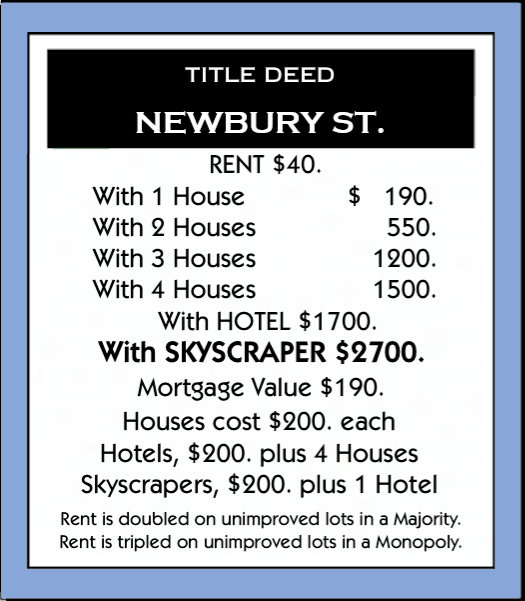 TITLE DEED
NEWBURY ST.
RENT $40.
With 1 House $ 190.
With 2 Houses 550.
With 3 Houses 1200.
With 4 Houses 1500.
With HOTEL $1700.
With SKYSCRAPER $2700.
Mortgage Value $190.
Houses cost $200. each
Hotels, $200. plus 4 Houses
Skyscrapers, $200. plus 1 Hotel
Rent is doubled on unimproved lots in a Majority.
Rent is tripled on unimproved lots in a Monopoly.